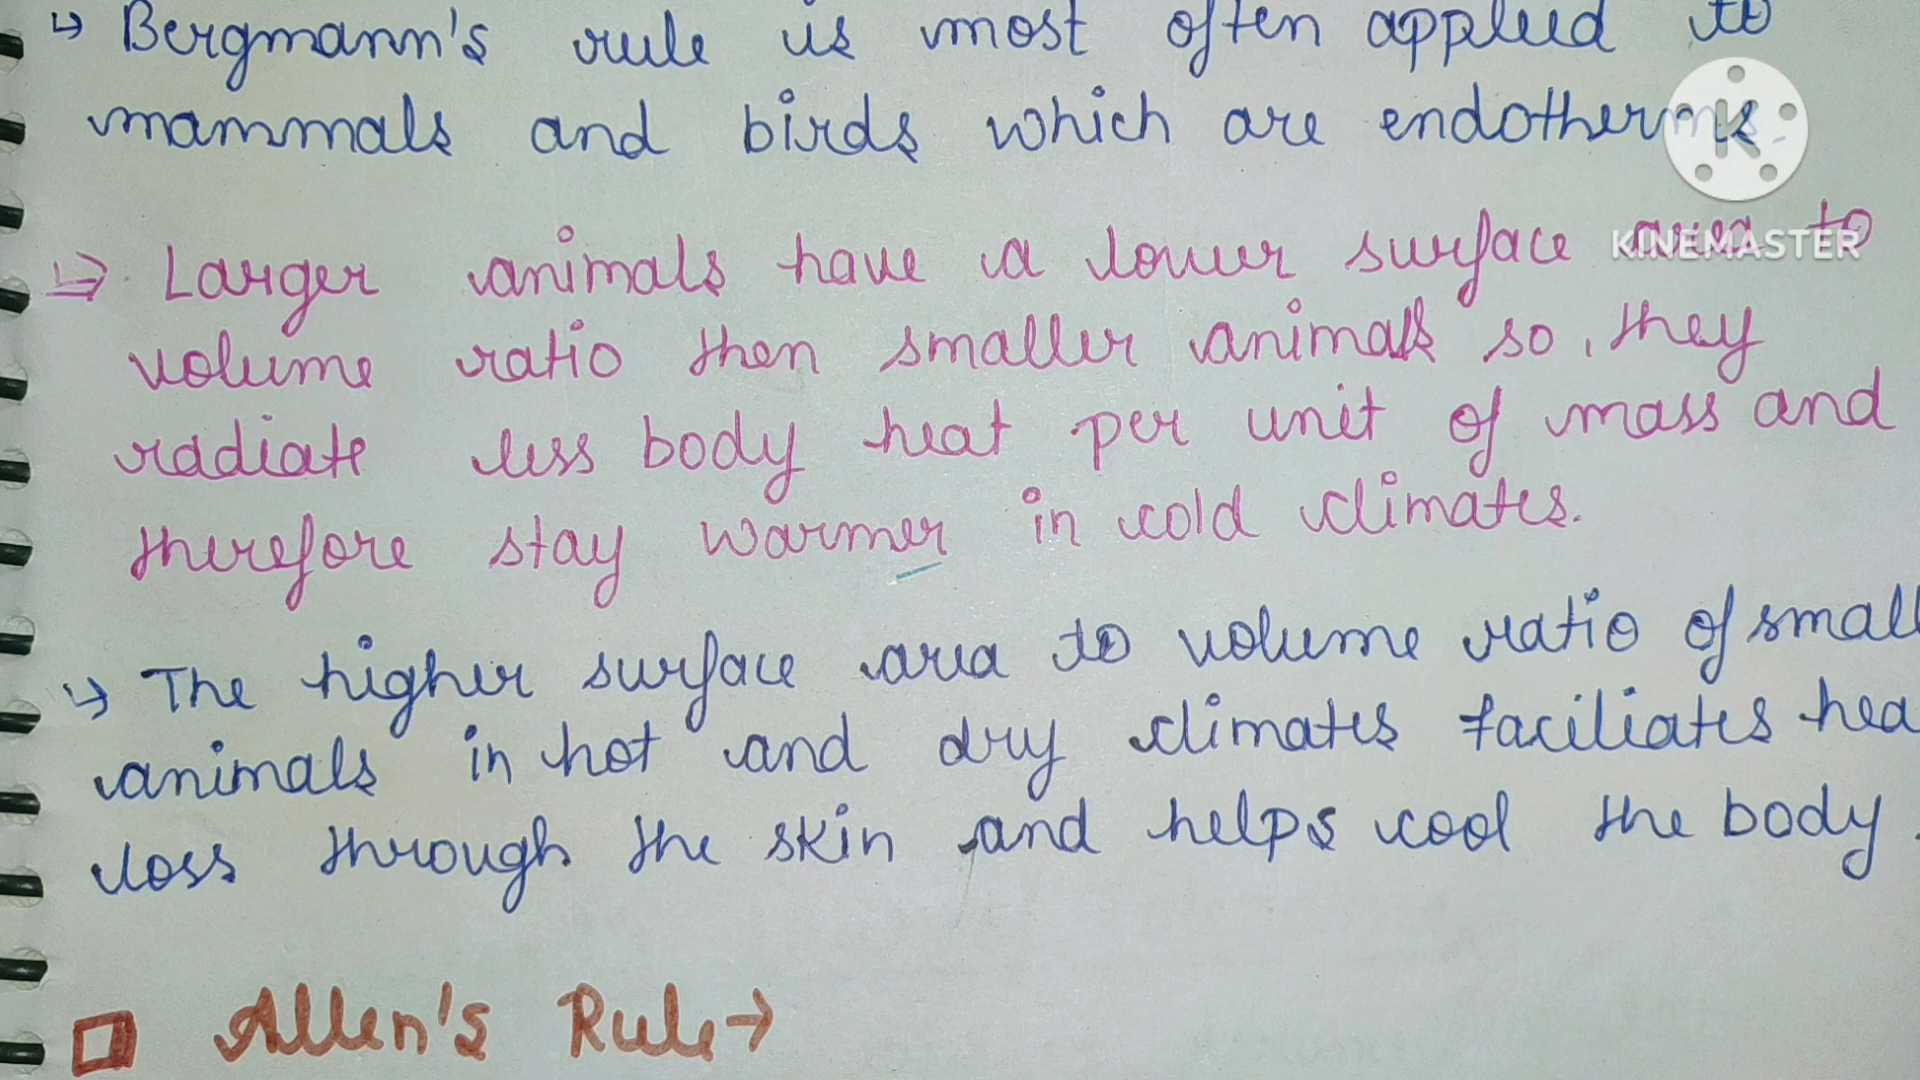 ↳ Bergmann's rule is most often applied to
mammals and birds which are endotherms.
KINEMASTER
⇒ Larger animals have a lower surface area to
volume ratio then smaller animals so, they
radiate less body heat per unit of mass and
therefore stay warmer in cold climates.
↳ The higher surface area to volume ratio of small
animals in hot and dry climates faciliates hea
loss through the skin and helps cool the body.
Allen's Rule→